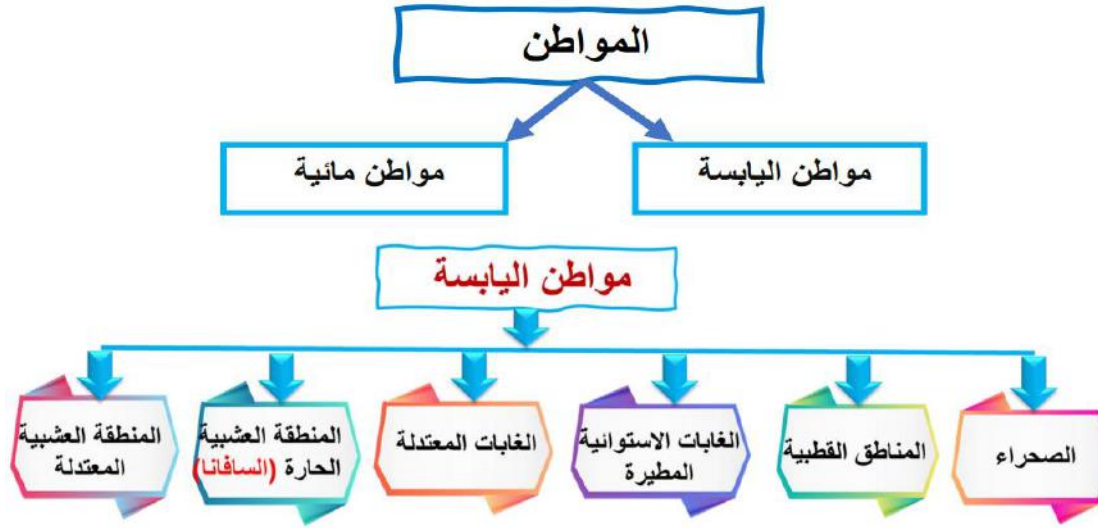 المواطن
مواطن اليابسة
مواطن مائية
مواطن اليابسة
الصحراء
المناطق القطبية
الغابات الاستوائية
المطيرة
الغابات المعتدلة
المنطقة العشبية
الحارة (السافانا)
المنطقة العشبية
المعتدلة